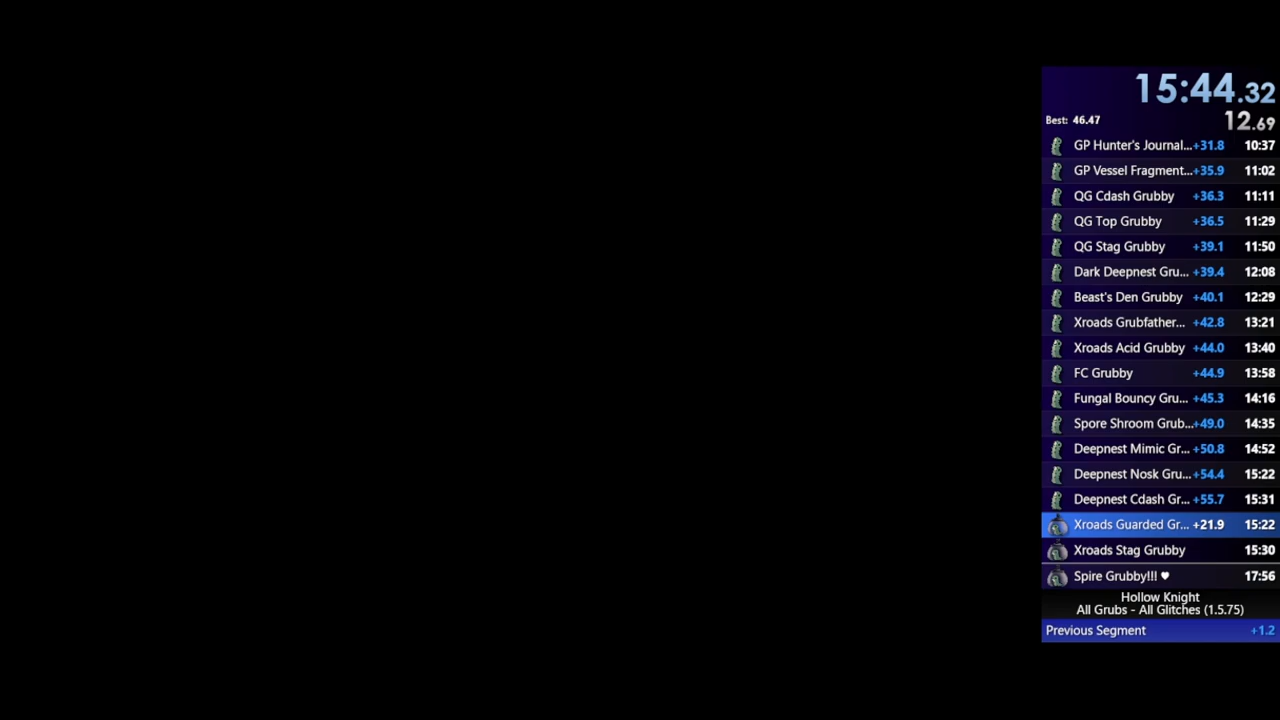 15:44.32
Best: 46.47 12.69
GP Hunter's Journal... +31.8 10:37
GP Vessel Fragment... +35.9 11:02
QG Cdash Grubby +36.3 11:11
QG Top Grubby +36.5 11:29
QG Stag Grubby +39.1 11:50
Dark Deepnest Gru... +39.4 12:08
Beast's Den Grubby +40.1 12:29
Xroads Grubfather... +42.8 13:21
Xroads Acid Grubby +44.0 13:40
FC Grubby +44.9 13:58
Fungal Bouncy Gru... +45.3 14:16
Spore Shroom Grub... +49.0 14:35
Deepnest Mimic Gr... +50.8 14:52
Deepnest Nosk Gru... +54.4 15:22
Deepnest Cdash Gr... +55.7 15:31
Xroads Guarded Gr... +21.9 15:22
Xroads Stag Grubby 15:30
Spire Grubby!!! ♥ 17:56
Hollow Knight
All Grubs - All Glitches (1.5.75)
Previous Segment +1.2